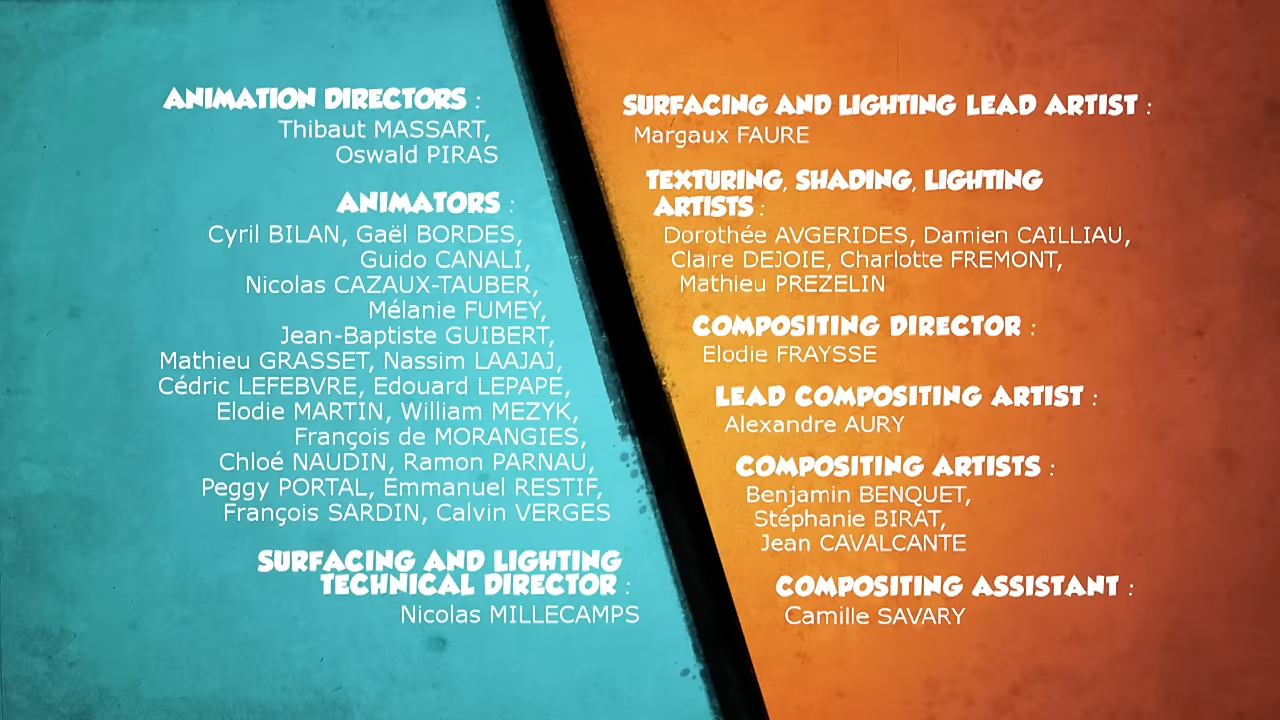 ANIMATION DIRECTORS :
Thibaut MASSART,
Oswald PIRAS
ANIMATORS :
Cyril BILAN, Gaël BORDES,
Guido CANALI,
Nicolas CAZAUX-TAUBER,
Mélanie FUMEY,
Jean-Baptiste GUIBERT,
Mathieu GRASSET, Nassim LAAJAJ,
Cédric LEFEBVRE, Edouard LEPAPE,
Elodie MARTIN, William MEZYK,
François de MORANGIES,
Chloé NAUDIN, Ramon PARNAU,
Peggy PORTAL, Emmanuel RESTIF,
François SARDIN, Calvin VERGES
SURFACING AND LIGHTING
TECHNICAL DIRECTOR :
Nicolas MILLECAMPS
SURFACING AND LIGHTING LEAD ARTIST :
Margaux FAURE
TEXTURING, SHADING, LIGHTING
ARTISTS :
Dorothée AVGERIDES, Damien CAILLIAU,
Claire DEJOIE, Charlotte FREMONT,
Mathieu PREZELIN
COMPOSITING DIRECTOR :
Elodie FRAYSSE
LEAD COMPOSITING ARTIST :
Alexandre AURY
COMPOSITING ARTISTS :
Benjamin BENQUET,
Stéphanie BIRAT,
Jean CAVALCANTE
COMPOSITING ASSISTANT :
Camille SAVARY